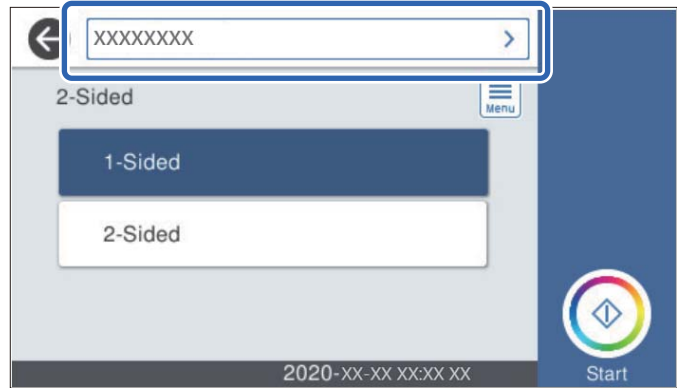 XXXXXXXX
2-Sided
Menu
1-Sided
2-Sided
2020-XX-XX XX:XX XX
Start